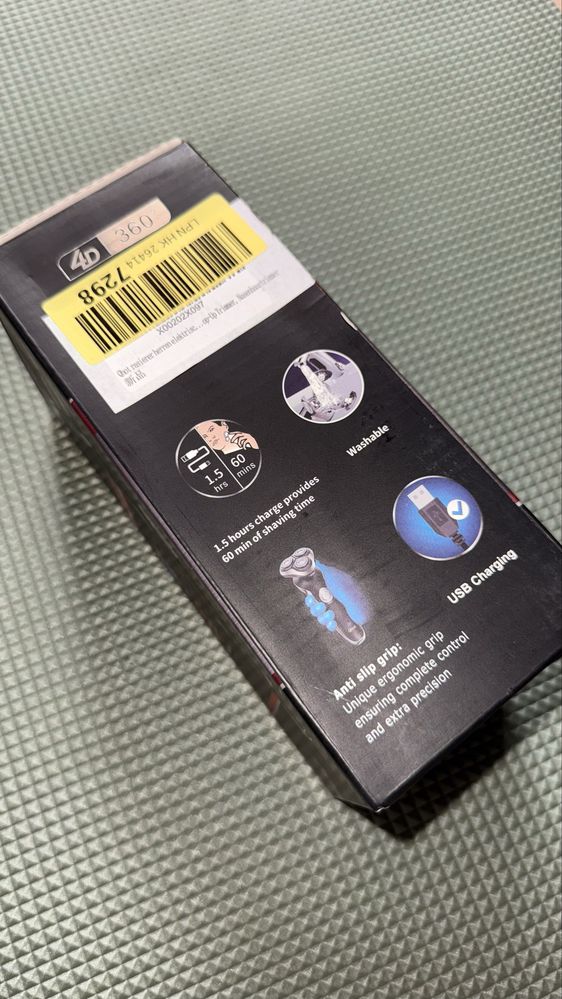 4D 360
LPN HK 26414
7298
X00202X097
1.5
hrs
60
mins
1.5 hours charge provides
60 min of shaving time
Washable
USB Charging
Anti slip grip:
Unique ergonomic grip
ensuring complete control
and extra precision